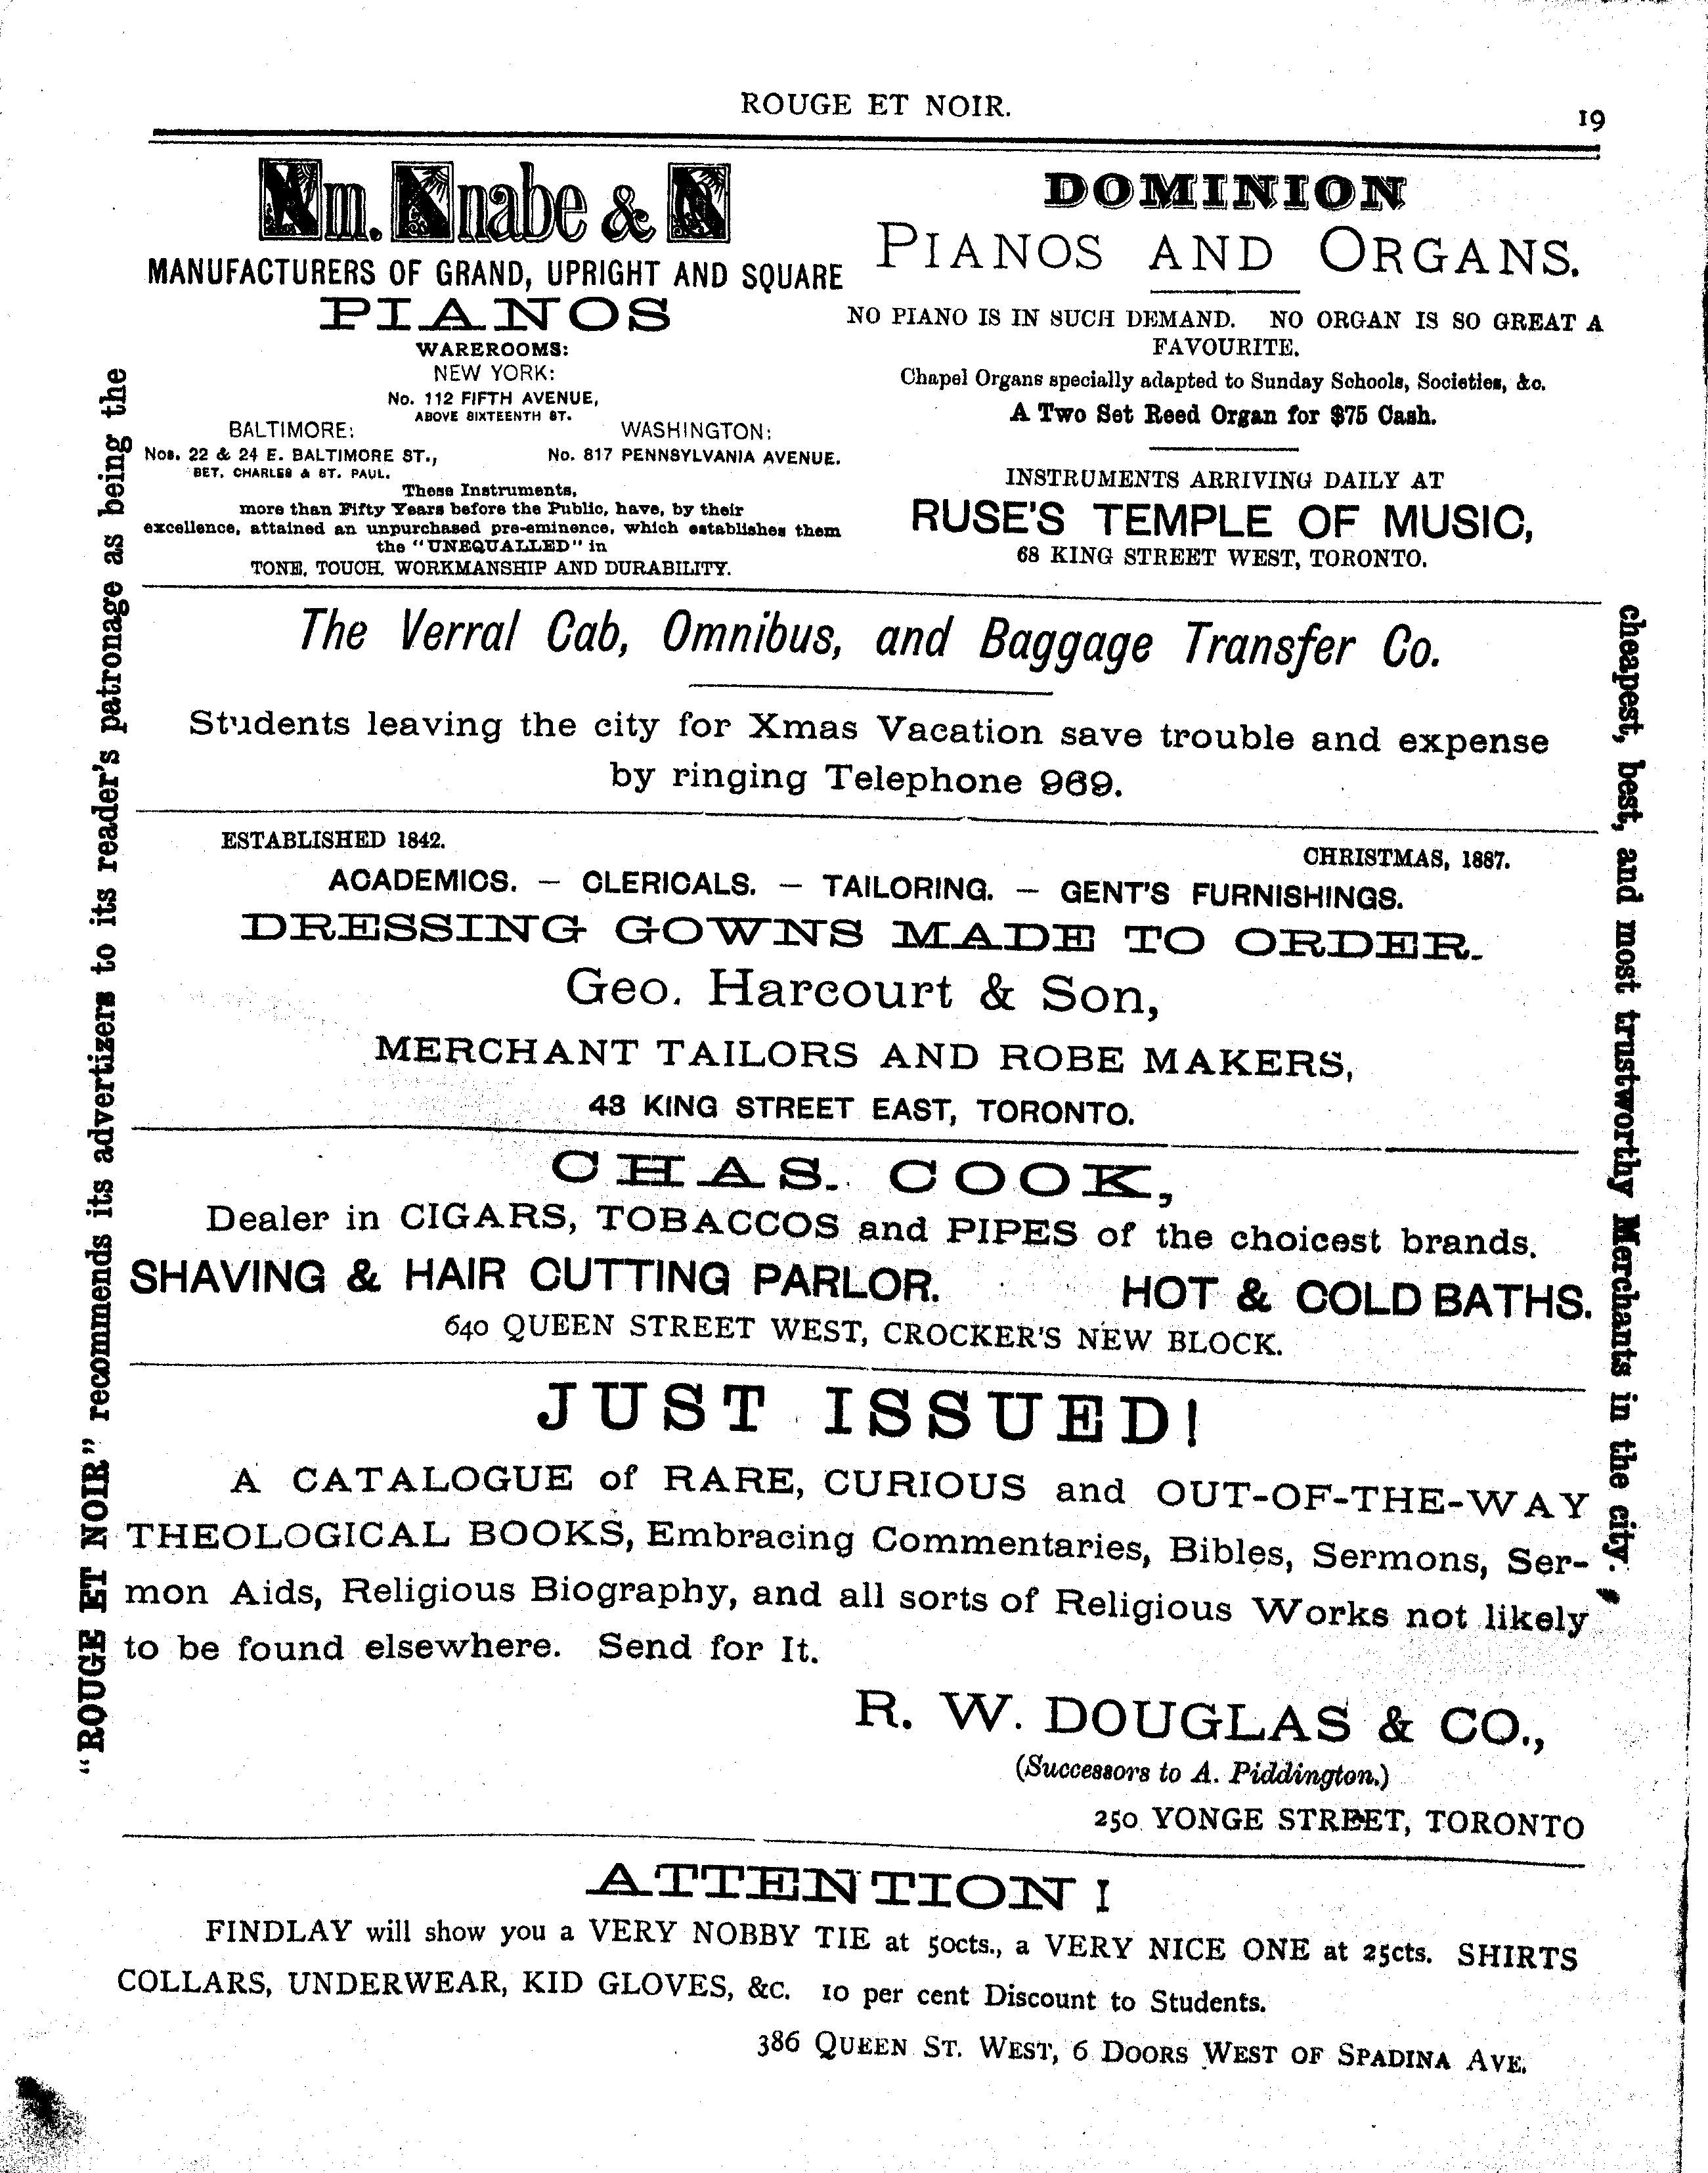 ROUGE ET NOIR.
19
Wm. Knabe & 
MANUFACTURERS OF GRAND, UPRIGHT AND SQUARE
PIANOS
WAREROOMS:
NEW YORK:
No. 112 FIFTH AVENUE,
ABOVE SIXTEENTH ST.
BALTIMORE:
Nos. 22 & 24 E. BALTIMORE ST.,
BET. CHARLES & ST. PAUL.
WASHINGTON:
No. 817 PENNSYLVANIA AVENUE.
These Instruments,
more than Fifty Years before the Public, have, by their
excellence, attained an unpurchased pre-eminence, which establishes them
the "UNEQUALLED" in
TONE, TOUCH, WORKMANSHIP AND DURABILITY.
DOMINION
PIANOS AND ORGANS.
NO PIANO IS IN SUCH DEMAND. NO ORGAN IS SO GREAT A
FAVOURITE.
Chapel Organs specially adapted to Sunday Schools, Societies, &c.
A Two Set Reed Organ for $75 Cash.
INSTRUMENTS ARRIVING DAILY AT
RUSE'S TEMPLE OF MUSIC,
68 KING STREET WEST, TORONTO.
The Verral Cab, Omnibus, and Baggage Transfer Co.
Students leaving the city for Xmas Vacation save trouble and expense
by ringing Telephone 969.
ESTABLISHED 1842.
CHRISTMAS, 1887.
ACADEMICS. — CLERICALS. — TAILORING. — GENT'S FURNISHINGS.
DRESSING GOWNS MADE TO ORDER.
Geo. Harcourt & Son,
MERCHANT TAILORS AND ROBE MAKERS,
43 KING STREET EAST, TORONTO.
CHAS. COOK,
Dealer in CIGARS, TOBACCOS and PIPES of the choicest brands.
SHAVING & HAIR CUTTING PARLOR. HOT & COLD BATHS.
640 QUEEN STREET WEST, CROCKER'S NEW BLOCK.
JUST ISSUED!
A CATALOGUE of RARE, CURIOUS and OUT-OF-THE-WAY
THEOLOGICAL BOOKS, Embracing Commentaries, Bibles, Sermons, Ser-
mon Aids, Religious Biography, and all sorts of Religious Works not likely
to be found elsewhere. Send for It.
R. W. DOUGLAS & CO.,
(Successors to A. Piddington.)
250 YONGE STREET, TORONTO
ATTENTION!
FINDLAY will show you a VERY NOBBY TIE at 50cts., a VERY NICE ONE at 25cts. SHIRTS
COLLARS, UNDERWEAR, KID GLOVES, &c. 10 per cent Discount to Students.
386 QUEEN ST. WEST, 6 DOORS WEST OF SPADINA AVE.
"ROUGE ET NOIR" recommends its advertizers to its reader's patronage as being the
cheapest, best, and most trustworthy Merchants in the city.